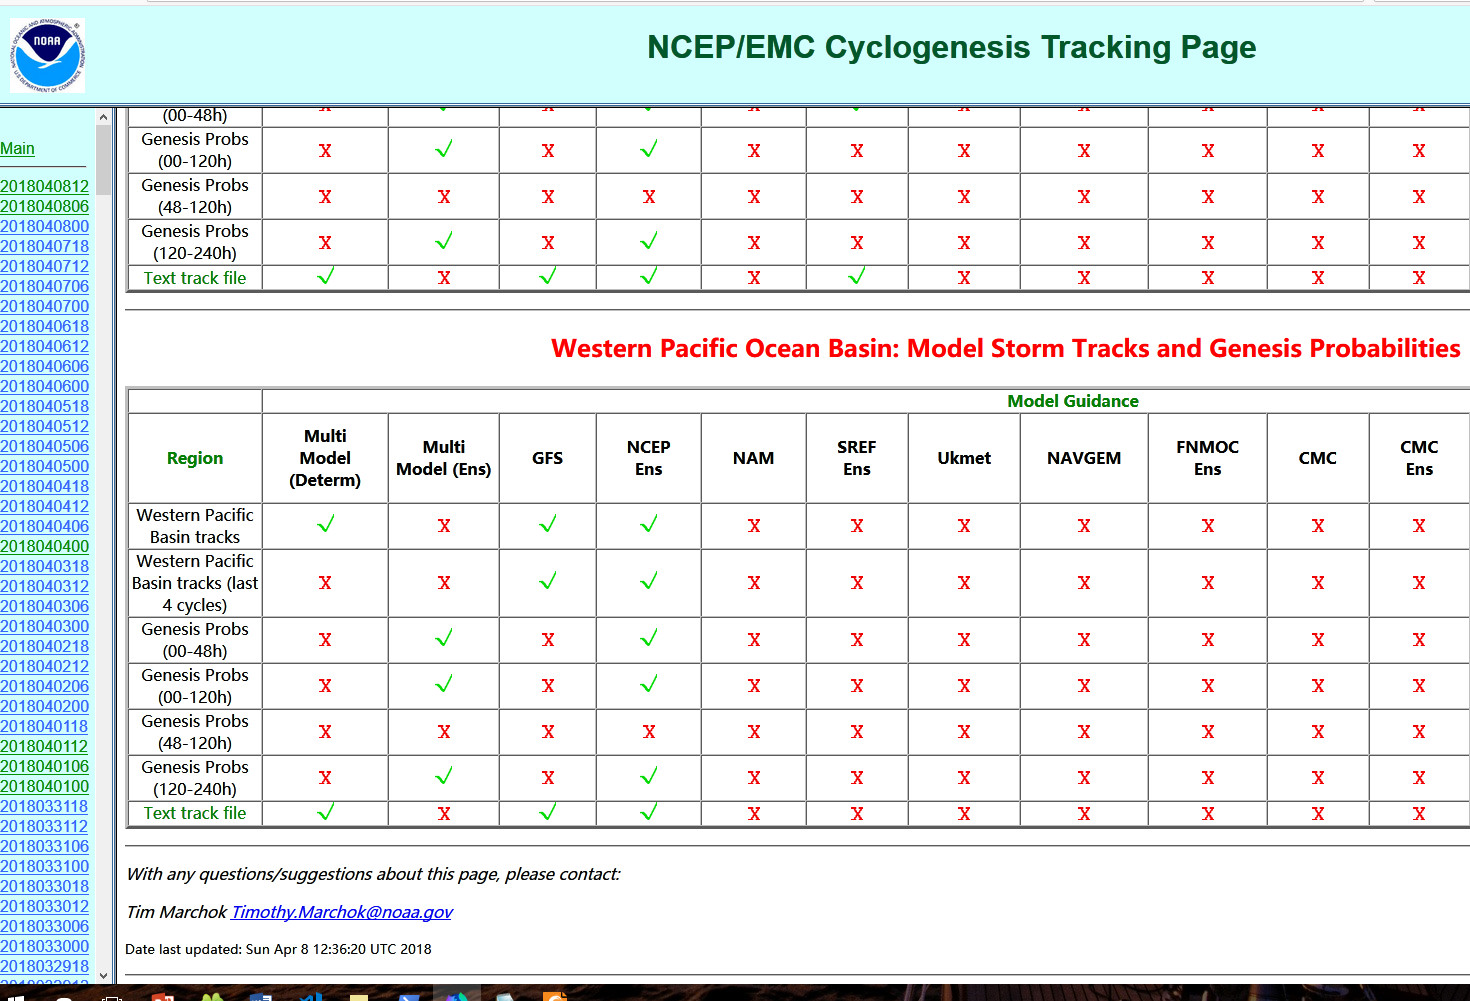 NOAA
NCEP/EMC Cyclogenesis Tracking Page
Main
2018040812
2018040806
2018040800
2018040718
2018040712
2018040706
2018040700
2018040618
2018040612
2018040606
2018040600
2018040518
2018040512
2018040506
2018040500
2018040418
2018040412
2018040406
2018040400
2018040318
2018040312
2018040306
2018040300
2018040218
2018040212
2018040206
2018040200
2018040118
2018040112
2018040106
2018040100
2018033118
2018033112
2018033106
2018033100
2018033018
2018033012
2018033006
2018033000
2018032918
(00-48h)
Genesis Probs
(00-120h) X √ X √ X X X X X X X
Genesis Probs
(48-120h) X X X X X X X X X X X
Genesis Probs
(120-240h) X √ X √ X X X X X X X
Text track file √ X √ √ X √ X X X X X
Western Pacific Ocean Basin: Model Storm Tracks and Genesis Probabilities
Model Guidance
Region Multi Model (Determ) Multi Model (Ens) GFS NCEP Ens NAM SREF Ens Ukmet NAVGEM FNMOC Ens CMC CMC Ens
Western Pacific
Basin tracks √ X √ √ X X X X X X X
Western Pacific
Basin tracks (last
4 cycles) X X √ √ X X X X X X X
Genesis Probs
(00-48h) X √ X √ X X X X X X X
Genesis Probs
(00-120h) X √ X √ X X X X X X X
Genesis Probs
(48-120h) X X X X X X X X X X X
Genesis Probs
(120-240h) X √ X √ X X X X X X X
Text track file √ X √ √ X X X X X X X
With any questions/suggestions about this page, please contact:
Tim Marchok Timothy.Marchok@noaa.gov
Date last updated: Sun Apr 8 12:36:20 UTC 2018